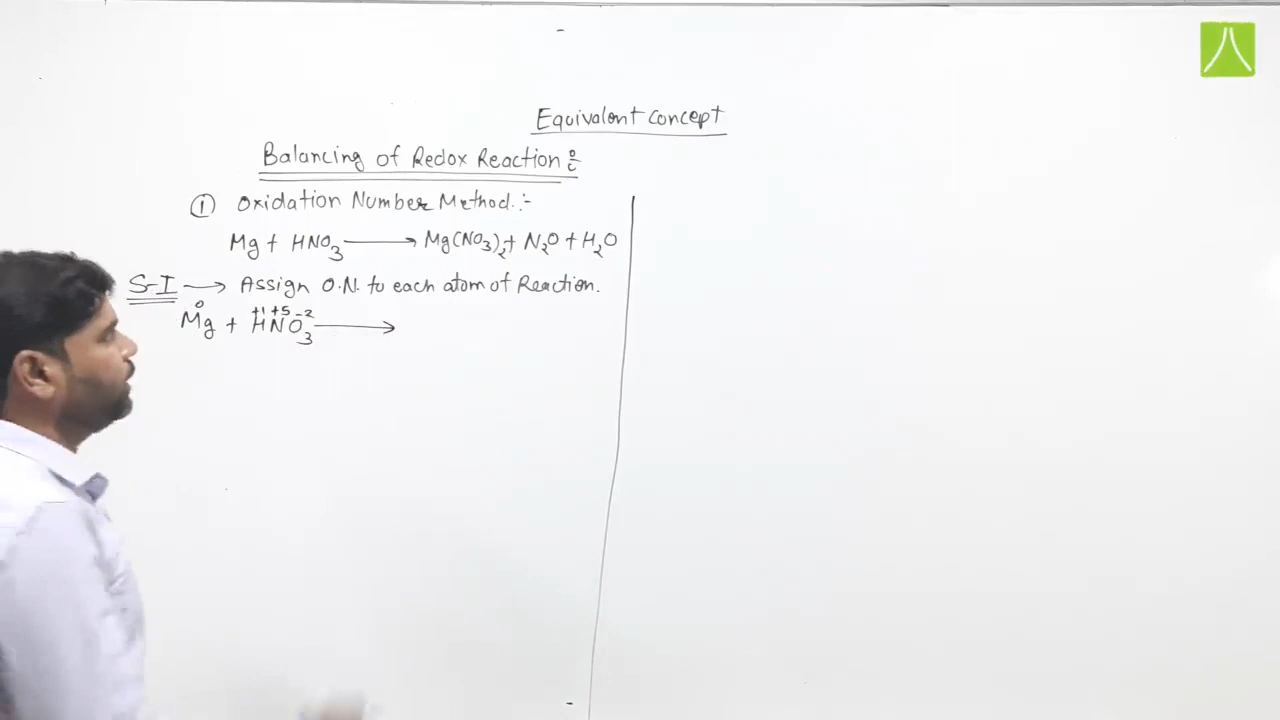 Equivalent Concept
Balancing of Redox Reaction :-
① Oxidation Number Method :-
Mg + HNO₃ ⟶ Mg(NO₃)₂ + N₂O + H₂O
S-I ⟶ Assign O.N. to each atom of Reaction.
0 +1 +5 -2
Mg + HNO₃ ⟶